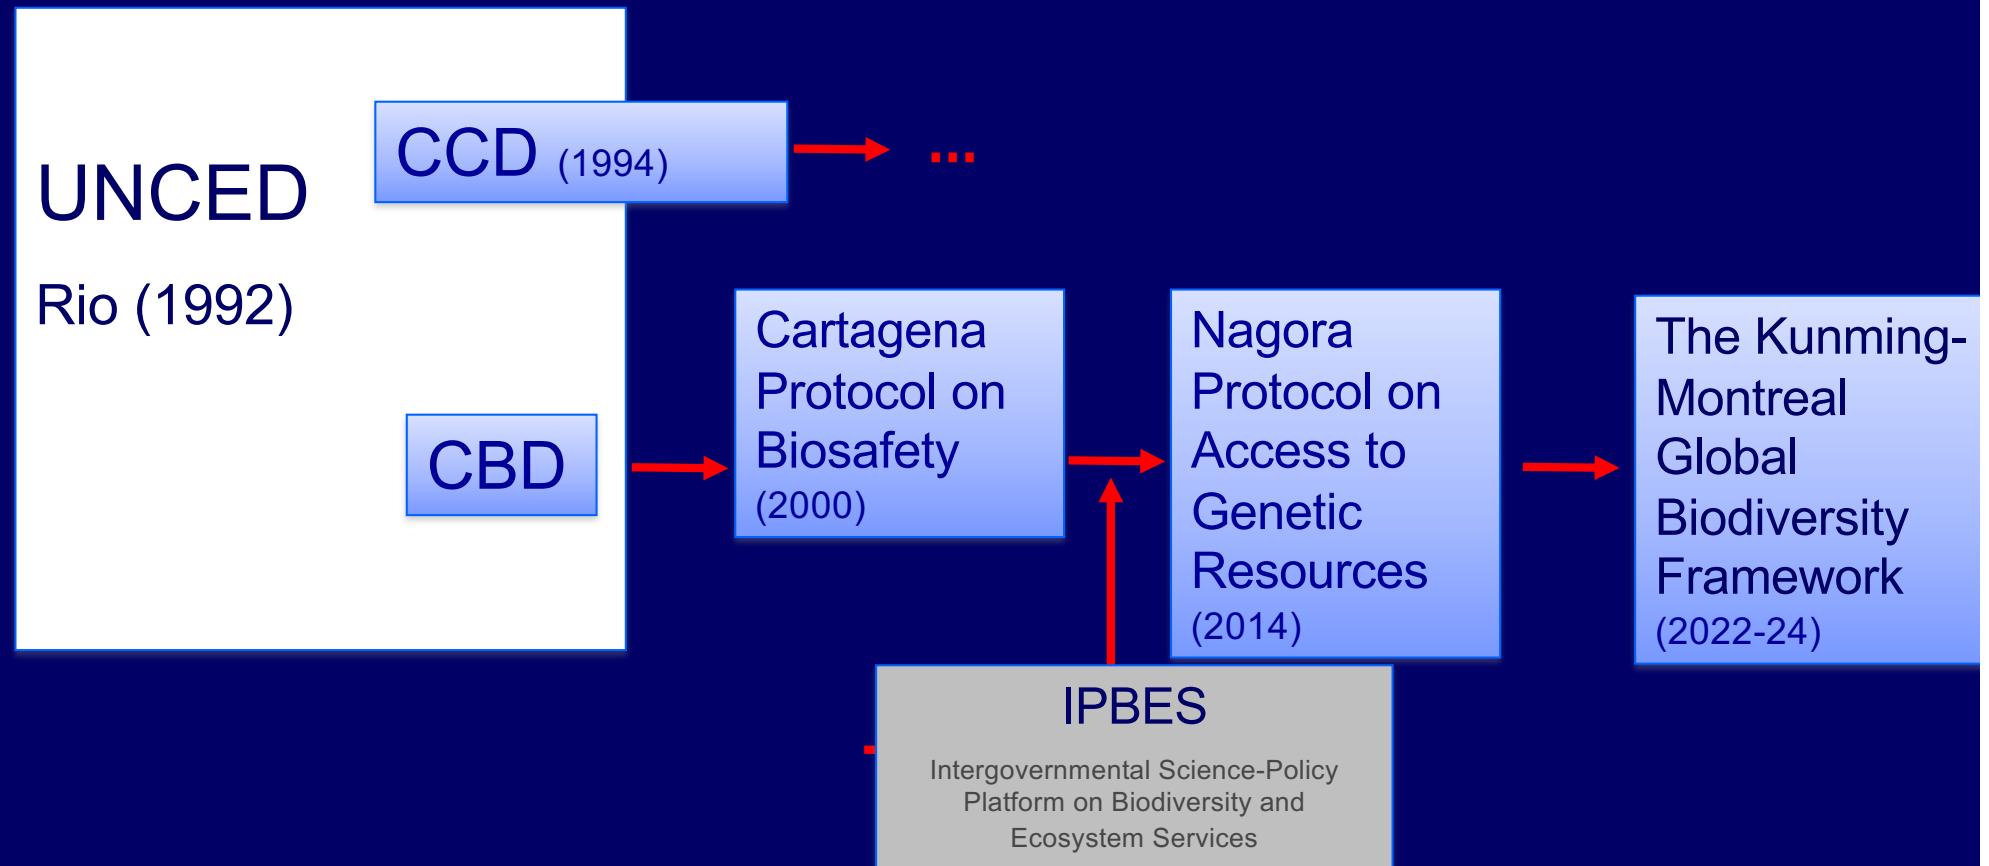 UNCED
Rio (1992)
CCD (1994)
...
CBD
Cartagena
Protocol on
Biosafety
(2000)
Nagora
Protocol on
Access to
Genetic
Resources
(2014)
The Kunming-
Montreal
Global
Biodiversity
Framework
(2022-24)
IPBES
Intergovernmental Science-Policy
Platform on Biodiversity and
Ecosystem Services